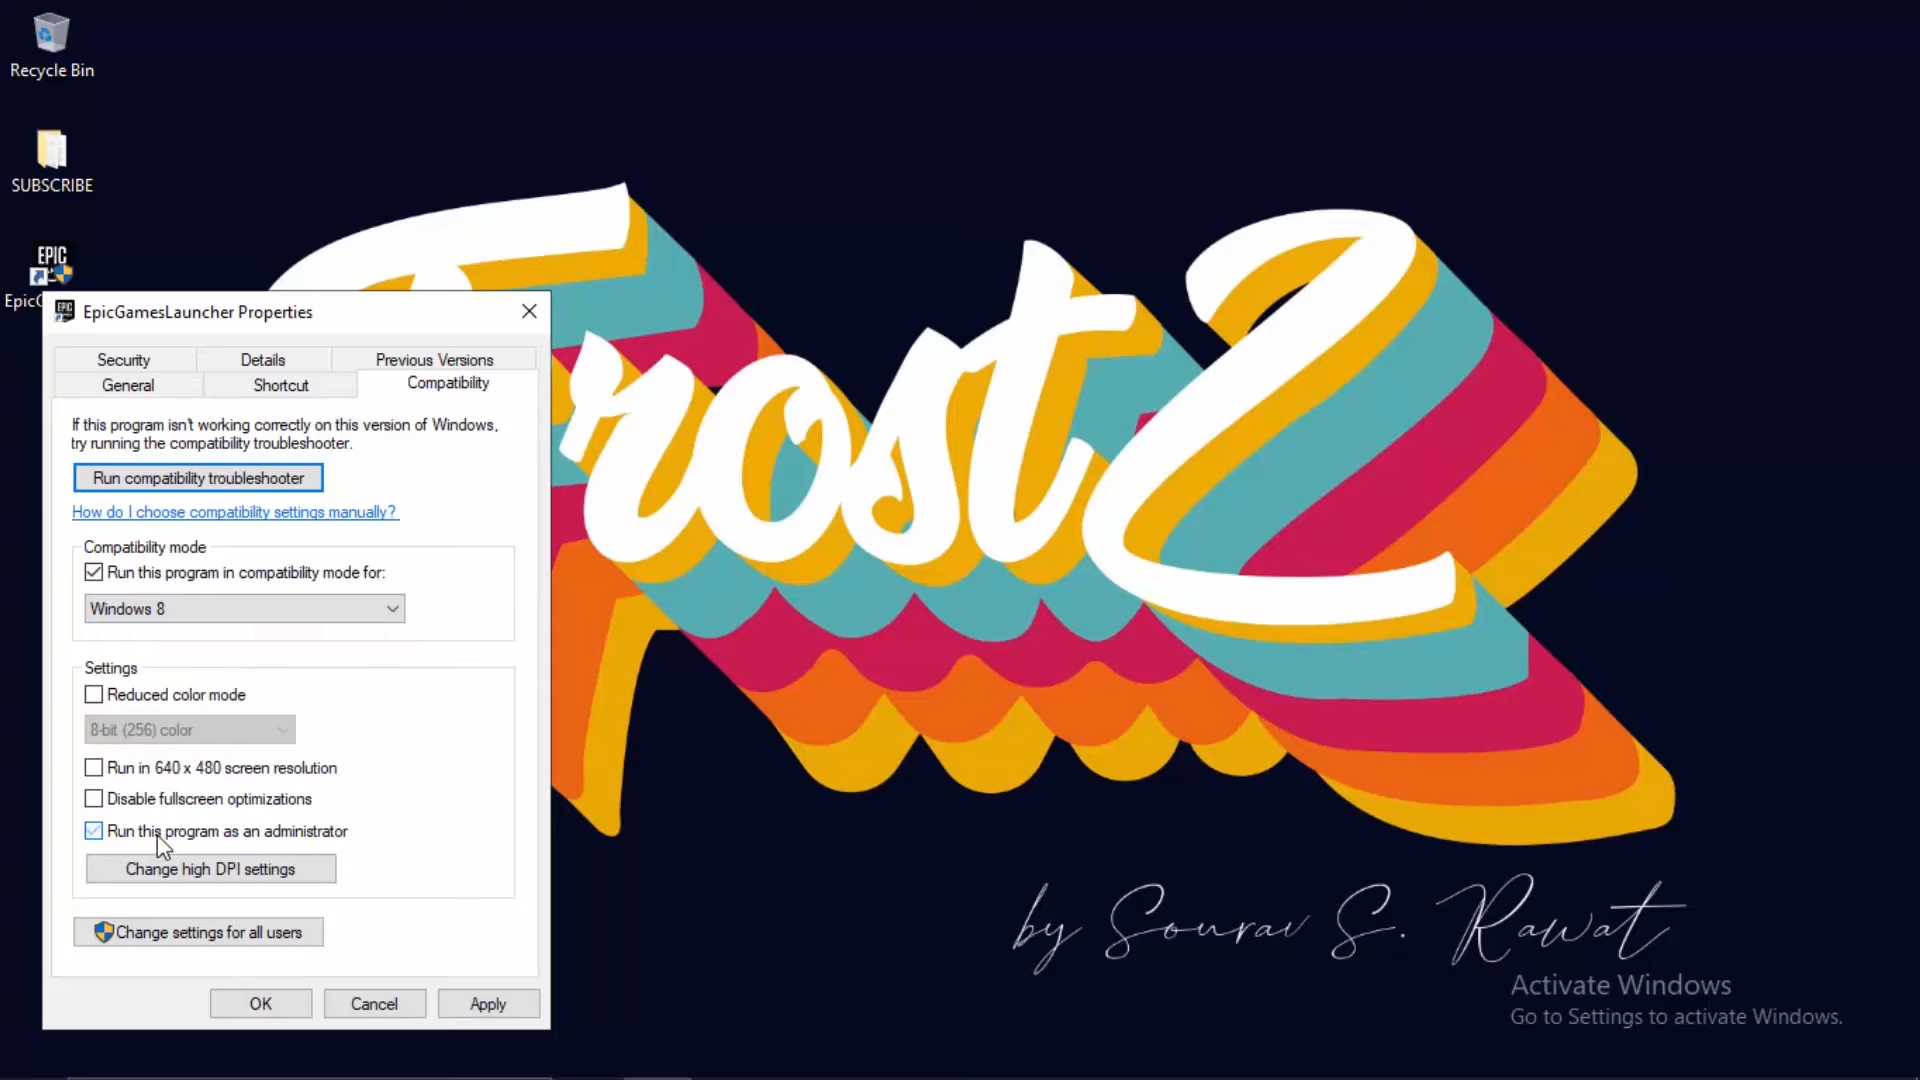 Recycle Bin
SUBSCRIBE
EPIC
EpicG
EpicGamesLauncher Properties
Security
Details
Previous Versions
General
Shortcut
Compatibility
If this program isn't working correctly on this version of Windows,
try running the compatibility troubleshooter.
Run compatibility troubleshooter
How do I choose compatibility settings manually?
Compatibility mode
Run this program in compatibility mode for:
Windows 8
Settings
Reduced color mode
8-bit (256) color
Run in 640 x 480 screen resolution
Disable fullscreen optimizations
Run this program as an administrator
Change high DPI settings
Change settings for all users
OK
Cancel
Apply
Frost2
by Sourav S. Rawat
Activate Windows
Go to Settings to activate Windows.